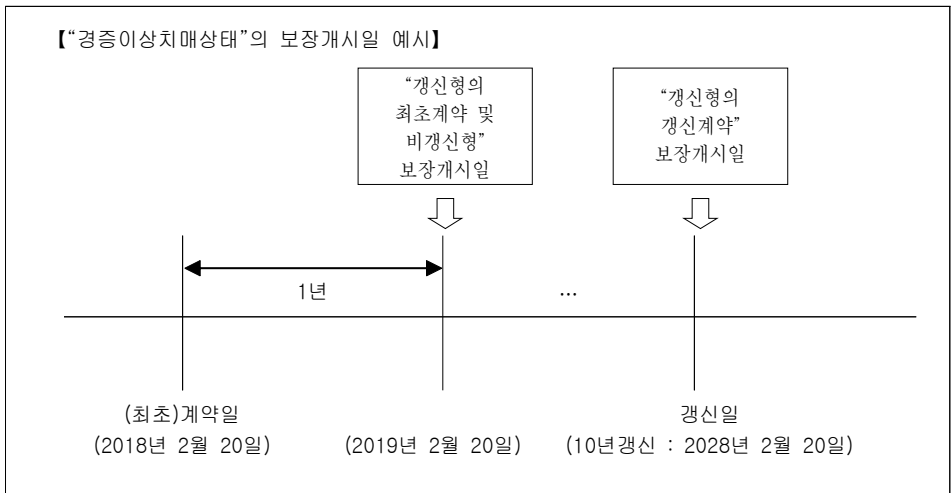 【“경증이상치매상태”의 보장개시일 예시】
“갱신형의
최초계약 및
비갱신형”
보장개시일
“갱신형의
갱신계약”
보장개시일
1년
...
(최초)계약일
(2018년 2월 20일)
(2019년 2월 20일)
갱신일
(10년갱신 : 2028년 2월 20일)